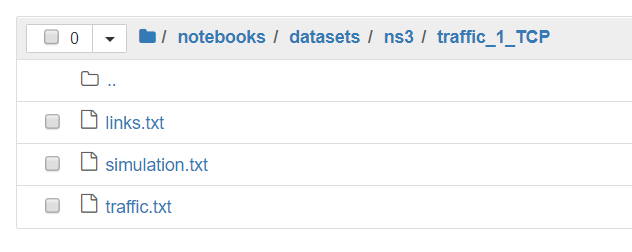 0 / notebooks / datasets / ns3 / traffic_1_TCP
..
links.txt
simulation.txt
traffic.txt